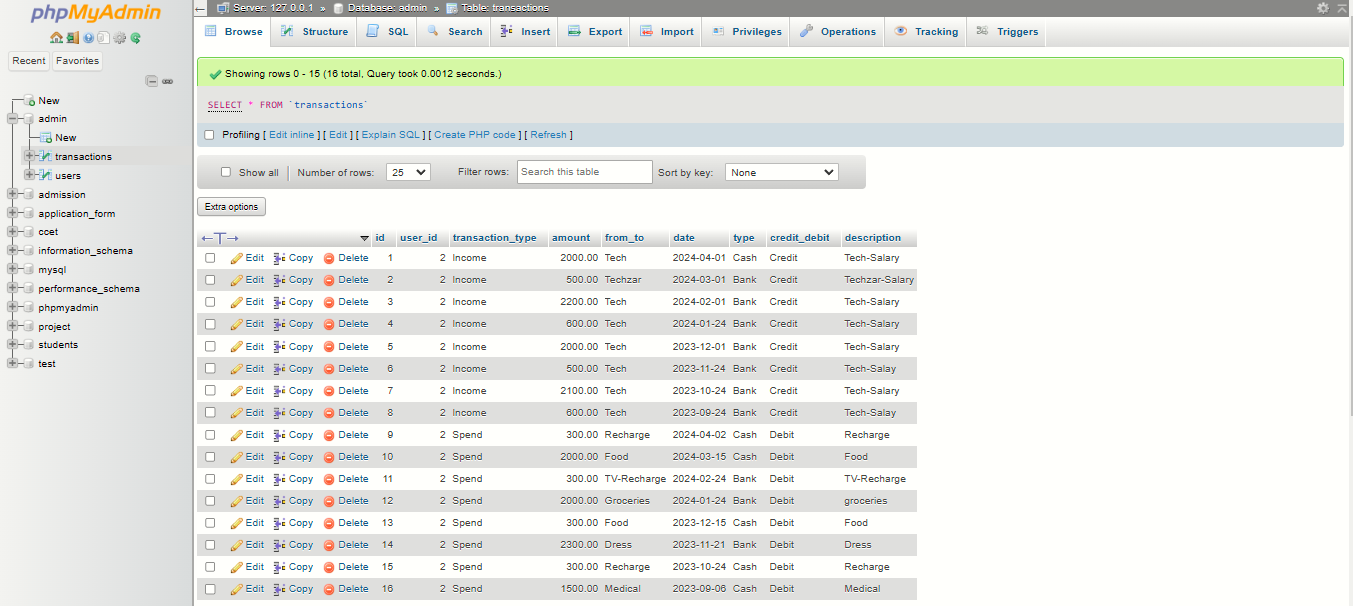 phpMyAdmin
Recent Favorites
New
admin
New
transactions
users
admission
application_form
ccet
information_schema
mysql
performance_schema
phpmyadmin
project
students
test
Server: 127.0.0.1 » Database: admin » Table: transactions
Browse Structure SQL Search Insert Export Import Privileges Operations Tracking Triggers
Showing rows 0 - 15 (16 total, Query took 0.0012 seconds.)
SELECT * FROM `transactions`
Profiling [ Edit inline ] [ Edit ] [ Explain SQL ] [ Create PHP code ] [ Refresh ]
Show all Number of rows: 25 Filter rows: Search this table Sort by key: None
Extra options
←T→ id user_id transaction_type amount from_to date type credit_debit description
Edit Copy Delete 1 2 Income 2000.00 Tech 2024-04-01 Cash Credit Tech-Salary
Edit Copy Delete 2 2 Income 500.00 Techzar 2024-03-01 Bank Credit Techzar-Salary
Edit Copy Delete 3 2 Income 2200.00 Tech 2024-02-01 Bank Credit Tech-Salary
Edit Copy Delete 4 2 Income 600.00 Tech 2024-01-24 Bank Credit Tech-Salary
Edit Copy Delete 5 2 Income 2000.00 Tech 2023-12-01 Bank Credit Tech-Salary
Edit Copy Delete 6 2 Income 500.00 Tech 2023-11-24 Bank Credit Tech-Salay
Edit Copy Delete 7 2 Income 2100.00 Tech 2023-10-24 Bank Credit Tech-Salary
Edit Copy Delete 8 2 Income 600.00 Tech 2023-09-24 Bank Credit Tech-Salay
Edit Copy Delete 9 2 Spend 300.00 Recharge 2024-04-02 Cash Debit Recharge
Edit Copy Delete 10 2 Spend 2000.00 Food 2024-03-15 Cash Debit Food
Edit Copy Delete 11 2 Spend 300.00 TV-Recharge 2024-02-24 Bank Debit TV-Recharge
Edit Copy Delete 12 2 Spend 2000.00 Groceries 2024-01-24 Bank Debit groceries
Edit Copy Delete 13 2 Spend 300.00 Food 2023-12-15 Cash Debit Food
Edit Copy Delete 14 2 Spend 2300.00 Dress 2023-11-21 Bank Debit Dress
Edit Copy Delete 15 2 Spend 300.00 Recharge 2023-10-24 Cash Debit Recharge
Edit Copy Delete 16 2 Spend 1500.00 Medical 2023-09-06 Cash Debit Medical